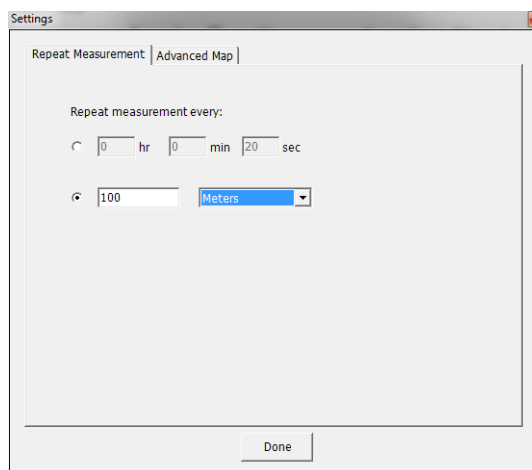 Settings
Repeat Measurement Advanced Map
Repeat measurement every:
0 hr 0 min 20 sec
100 Meters
Done